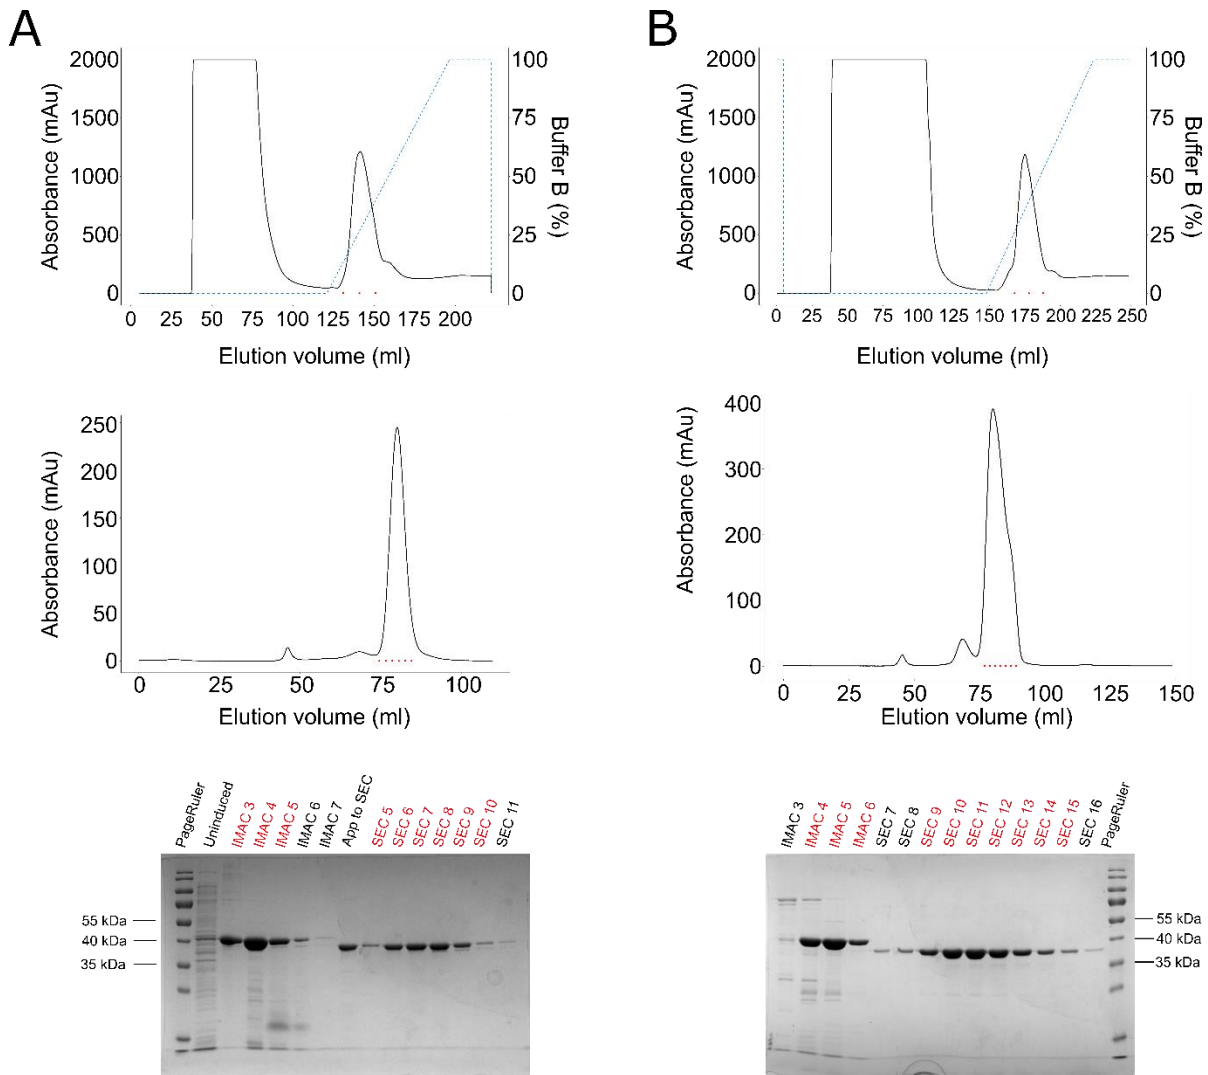 A
2000
1500
1000
500
0
Absorbance (mAu)
100
75
50
25
0
Buffer B (%)
0 25 50 75 100 125 150 175 200
Elution volume (ml)
B
2000
1500
1000
500
0
Absorbance (mAu)
100
75
50
25
0
Buffer B (%)
0 25 50 75 100 125 150 175 200 225 250
Elution volume (ml)
250
200
150
100
50
0
Absorbance (mAu)
0 25 50 75 100
Elution volume (ml)
400
300
200
100
0
Absorbance (mAu)
0 25 50 75 100 125 150
Elution volume (ml)
PageRuler
Uninduced
IMAC 3
IMAC 4
IMAC 5
IMAC 6
IMAC 7
App to SEC
SEC 5
SEC 6
SEC 7
SEC 8
SEC 9
SEC 10
SEC 11
55 kDa
40 kDa
35 kDa
IMAC 3
IMAC 4
IMAC 5
IMAC 6
SEC 7
SEC 8
SEC 9
SEC 10
SEC 11
SEC 12
SEC 13
SEC 14
SEC 15
SEC 16
PageRuler
55 kDa
40 kDa
35 kDa